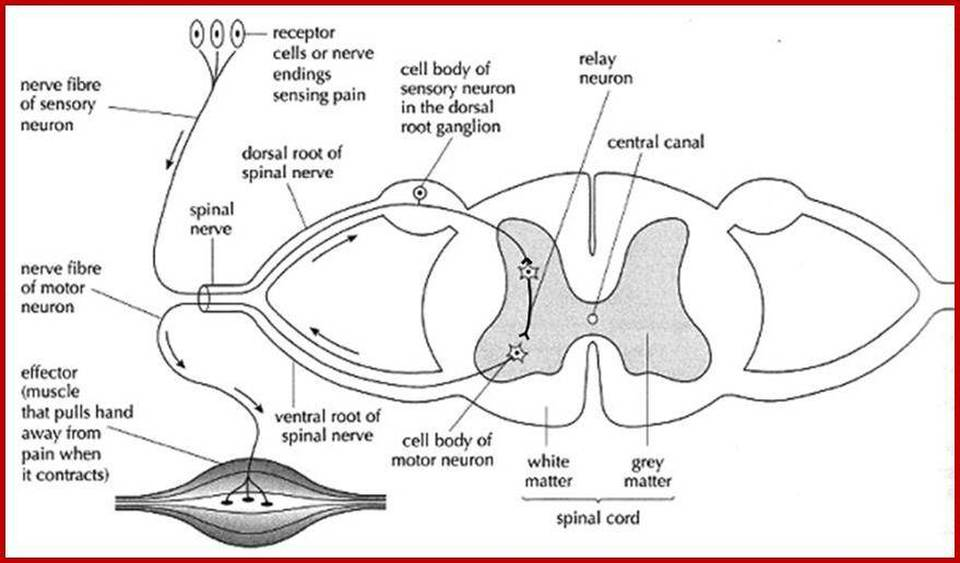 receptor
cells or nerve
endings
sensing pain
nerve fibre
of sensory
neuron
cell body of
sensory neuron
in the dorsal
root ganglion
relay
neuron
central canal
dorsal root of
spinal nerve
spinal
nerve
nerve fibre
of motor
neuron
effector
(muscle
that pulls hand
away from
pain when
it contracts)
ventral root of
spinal nerve
cell body of
motor neuron
white
matter
grey
matter
spinal cord